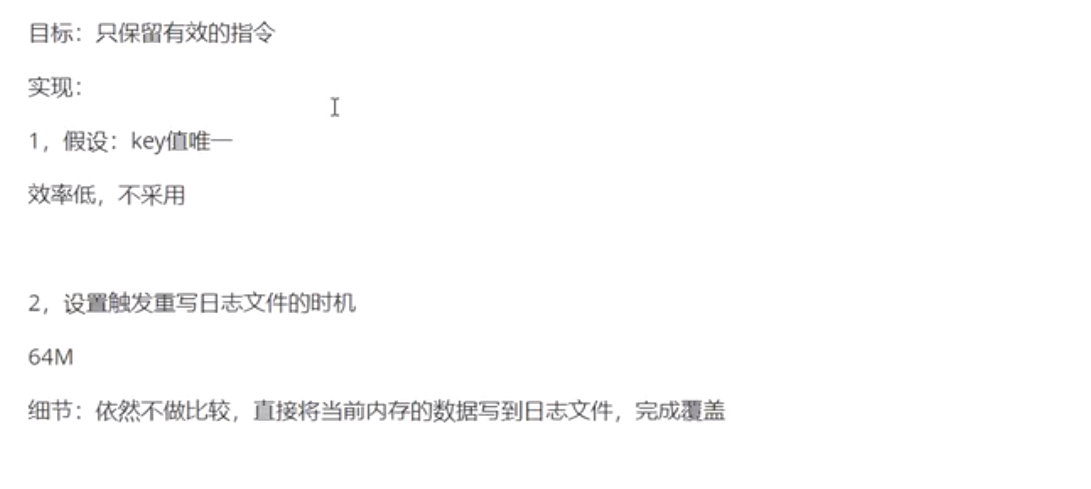 目标：只保留有效的指令
实现：
1，假设：key值唯一
效率低，不采用
2，设置触发重写日志文件的时机
64M
细节：依然不做比较，直接将当前内存的数据写到日志文件，完成覆盖